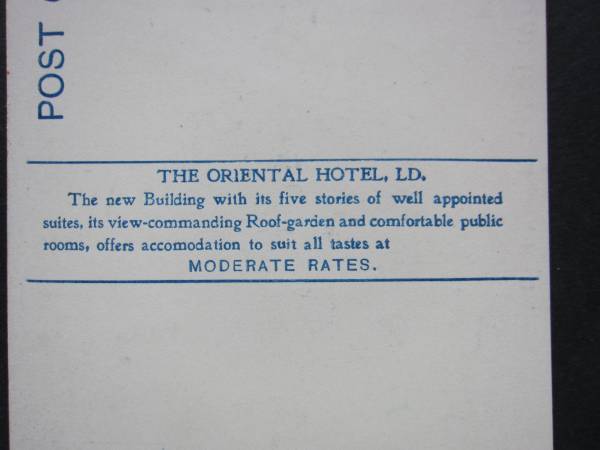 POST
THE ORIENTAL HOTEL, LD.
The new Building with its five stories of well appointed
suites, its view-commanding Roof-garden and comfortable public
rooms, offers accomodation to suit all tastes at
MODERATE RATES.